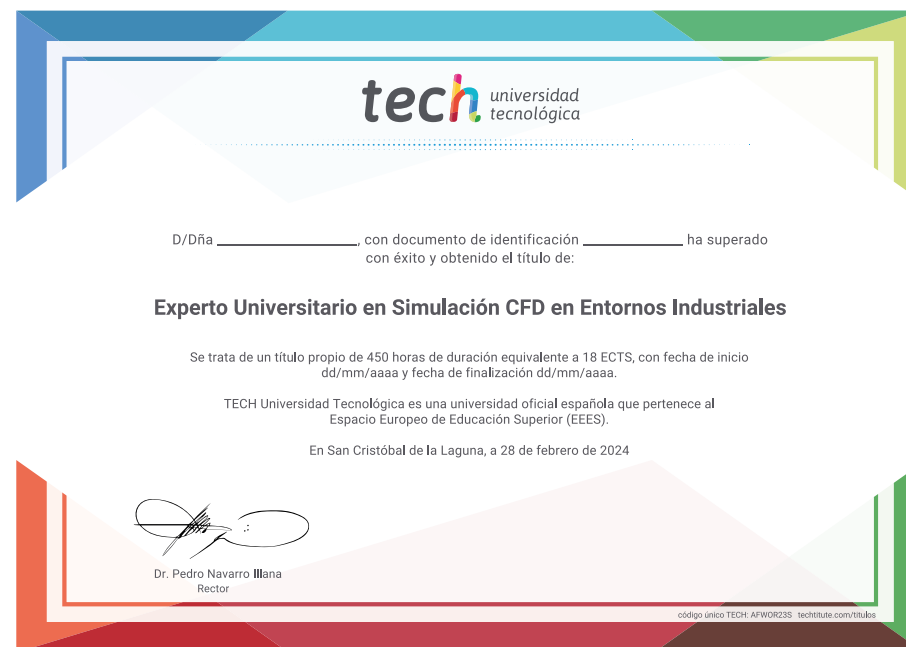 tech universidad
tecnológica
D/Dña ____________________, con documento de identificación ______________ ha superado
con éxito y obtenido el título de:
Experto Universitario en Simulación CFD en Entornos Industriales
Se trata de un título propio de 450 horas de duración equivalente a 18 ECTS, con fecha de inicio
dd/mm/aaaa y fecha de finalización dd/mm/aaaa.
TECH Universidad Tecnológica es una universidad oficial española que pertenece al
Espacio Europeo de Educación Superior (EEES).
En San Cristóbal de la Laguna, a 28 de febrero de 2024
Dr. Pedro Navarro Illana
Rector
código único TECH: AFWOR23S techtitute.com/titulos